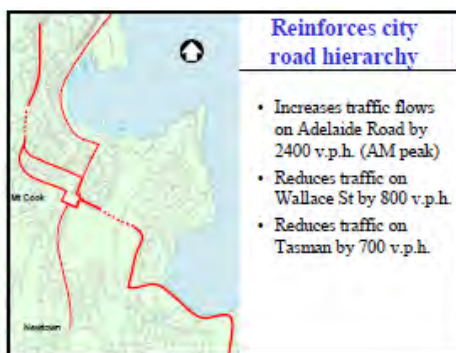 Reinforces city
road hierarchy
• Increases traffic flows
on Adelaide Road by
2400 v.p.h. (AM peak)
• Reduces traffic on
Wallace St by 800 v.p.h.
• Reduces traffic on
Tasman by 700 v.p.h.
Mt Cook
Newtown